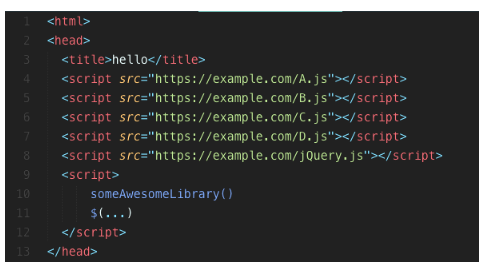 1 <html>
2 <head>
3 <title>hello</title>
4 <script src="https://example.com/A.js"></script>
5 <script src="https://example.com/B.js"></script>
6 <script src="https://example.com/C.js"></script>
7 <script src="https://example.com/D.js"></script>
8 <script src="https://example.com/jQuery.js"></script>
9 <script>
10 someAwesomeLibrary()
11 $(...)
12 </script>
13 </head>